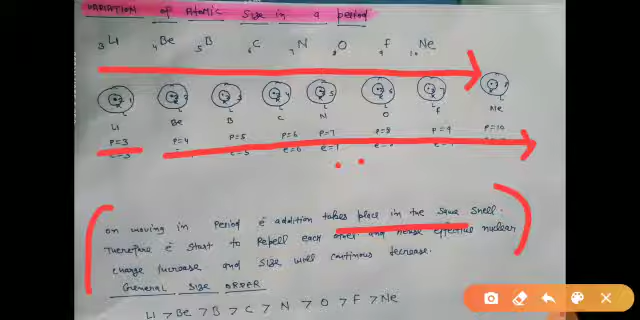 VARIATION of Atomic Size in a period
3Li 4Be 5B 6C 7N 8O 9F 10Ne
Li Be B C N O F Ne
P=3 P=4 P=5 P=6 P=7 P=8 P=9 P=10
e=3 e=5 e=6
on moving in Period e addition takes place in the same shell.
Therefore e start to Repell each other and effective nuclear
charge increase and size will decrease.
General Size ORDER
Li > Be > B > C > N > O > F > Ne